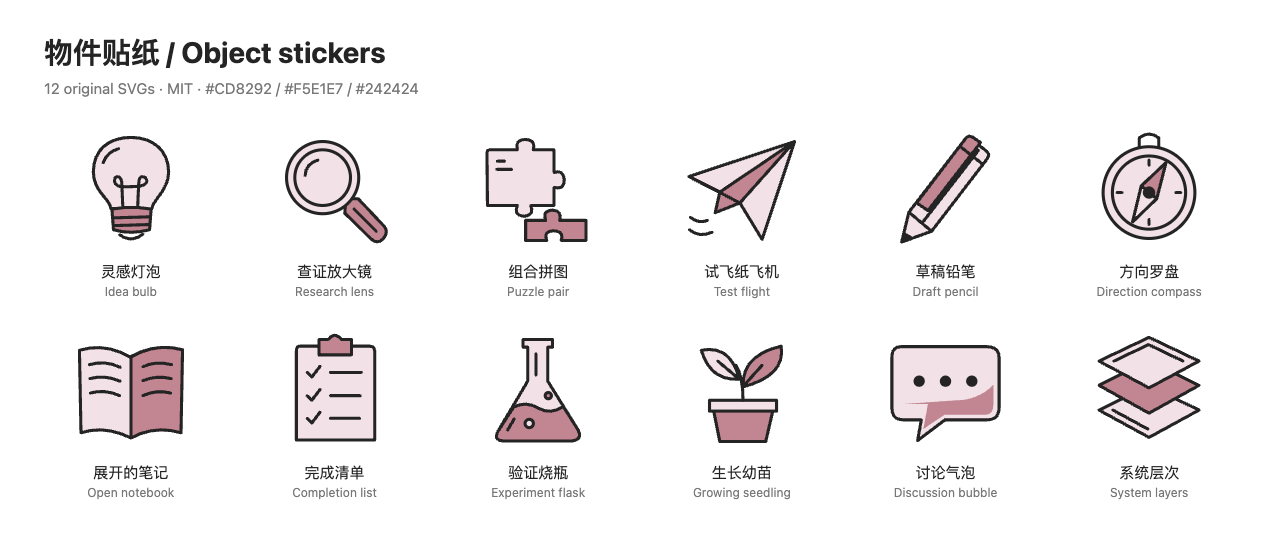 物件贴纸 / Object stickers
12 original SVGs · MIT · #CD8292 / #F5E1E7 / #242424
灵感灯泡
Idea bulb
查证放大镜
Research lens
组合拼图
Puzzle pair
试飞纸飞机
Test flight
草稿铅笔
Draft pencil
方向罗盘
Direction compass
展开的笔记
Open notebook
完成清单
Completion list
验证烧瓶
Experiment flask
生长幼苗
Growing seedling
讨论气泡
Discussion bubble
系统层次
System layers